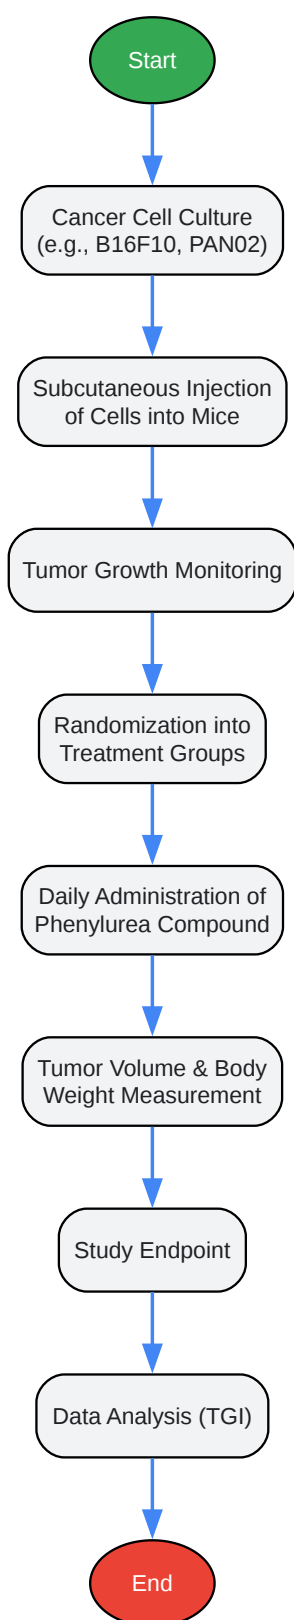 Start
Cancer Cell Culture
(e.g., B16F10, PAN02)
Subcutaneous Injection
of Cells into Mice
Tumor Growth Monitoring
Randomization into
Treatment Groups
Daily Administration of
Phenylurea Compound
Tumor Volume & Body
Weight Measurement
Study Endpoint
Data Analysis (TGI)
End